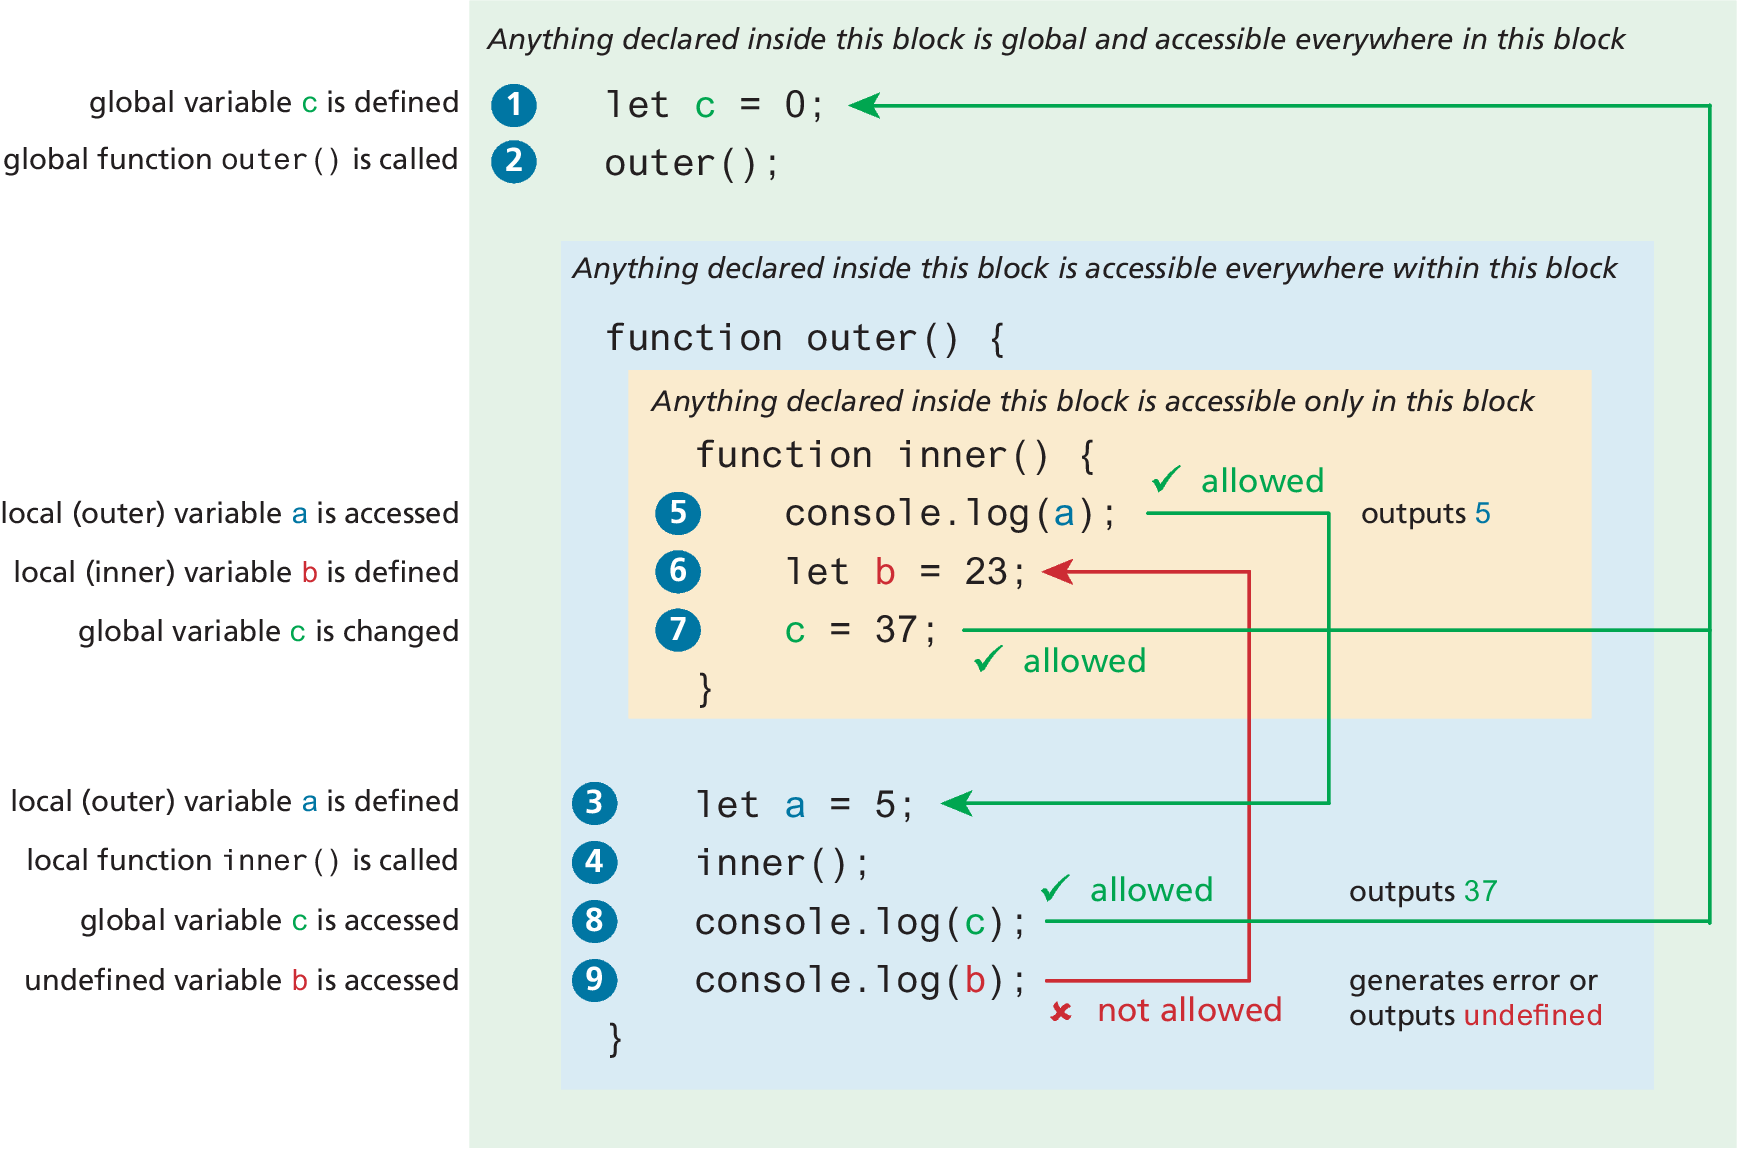 Anything declared inside this block is global and accessible everywhere in this block
global variable c is defined 1 let c = 0;
global function outer() is called 2 outer();
Anything declared inside this block is accessible everywhere within this block
function outer() {
Anything declared inside this block is accessible only in this block
function inner() {
✓ allowed
local (outer) variable a is accessed 5 console.log(a); outputs 5
local (inner) variable b is defined 6 let b = 23;
global variable c is changed 7 c = 37;
✓ allowed
}
local (outer) variable a is defined 3 let a = 5;
local function inner() is called 4 inner();
✓ allowed outputs 37
global variable c is accessed 8 console.log(c);
undefined variable b is accessed 9 console.log(b); generates error or
✘ not allowed outputs undefined
}